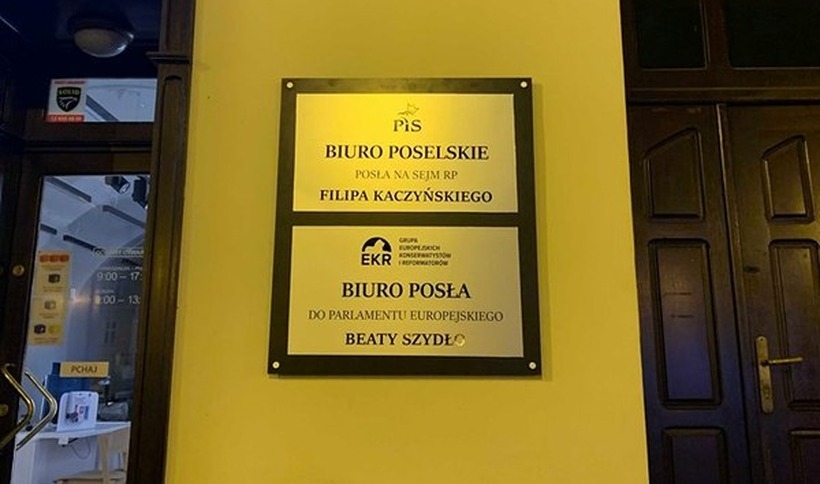 SOLID
PiS
BIURO POSELSKIE
POSŁA NA SEJM RP
FILIPA KACZYŃSKIEGO
EKR
GRUPA
EUROPEJSKICH
KONSERWATYSTÓW
I REFORMATORÓW
BIURO POSŁA
DO PARLAMENTU EUROPEJSKIEGO
BEATY SZYDŁO
9:00 – 17
9:00 – 13
PCHAJ